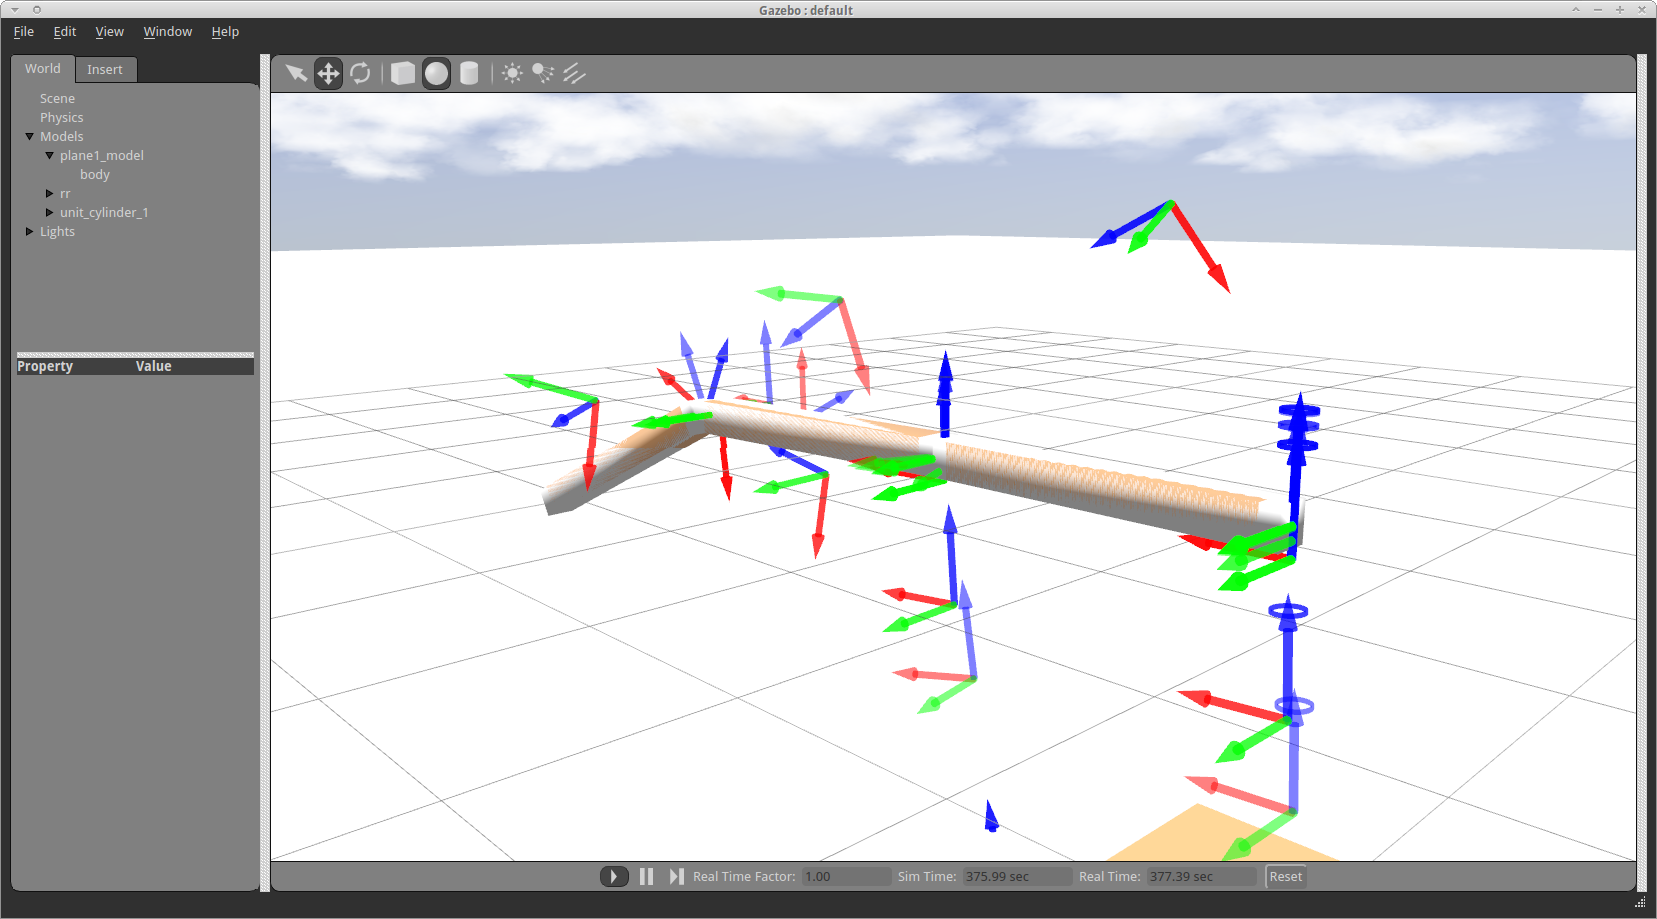 Gazebo : default
File Edit View Window Help
World Insert
Scene
Physics
Models
plane1_model
body
rr
unit_cylinder_1
Lights
Property Value
Real Time Factor: 1.00 Sim Time: 375.99 sec Real Time: 377.39 sec Reset